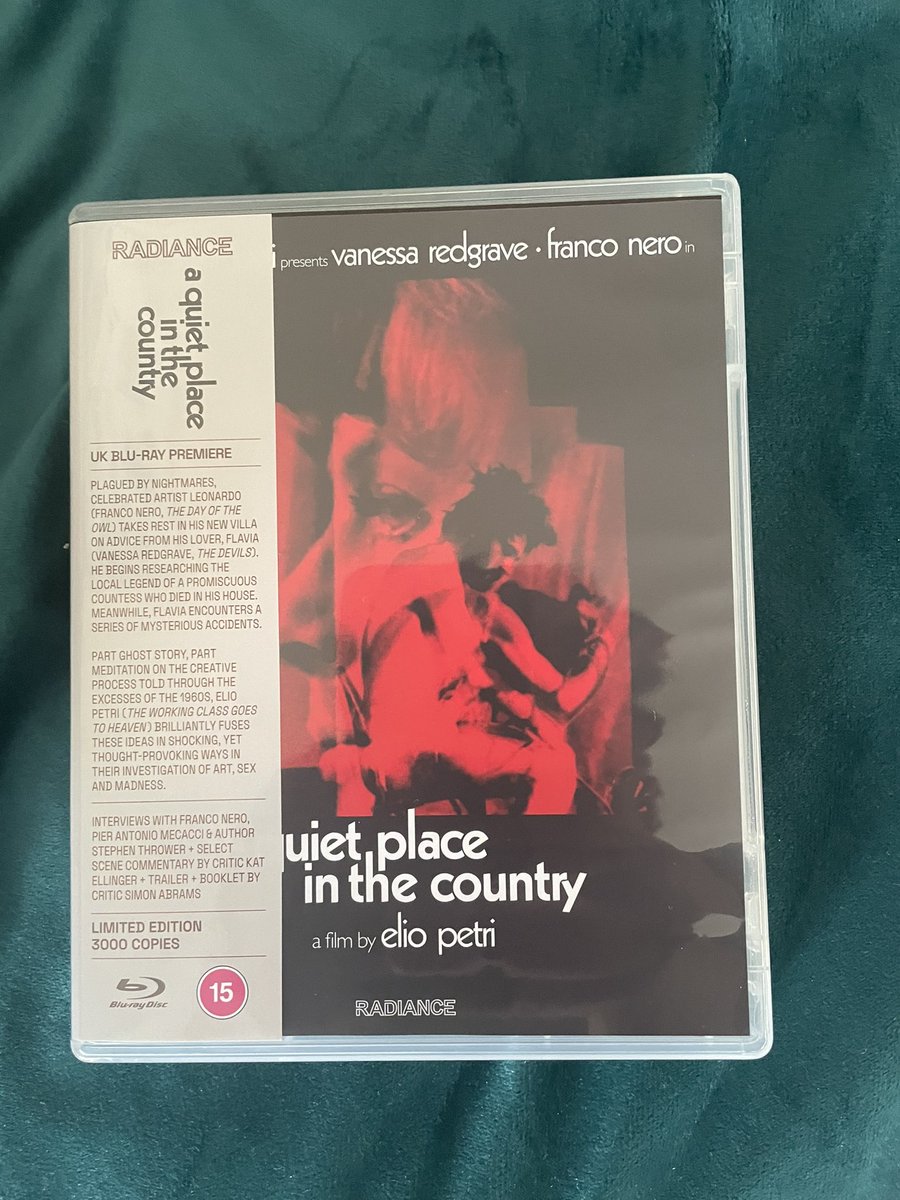 RADIANCE
a quiet place
in the
country
UK BLU-RAY PREMIERE
PLAGUED BY NIGHTMARES,
CELEBRATED ARTIST LEONARDO
(FRANCO NERO, THE DAY OF THE
OWL) TAKES REST IN HIS NEW VILLA
ON ADVICE FROM HIS LOVER, FLAVIA
(VANESSA REDGRAVE, THE DEVILS).
HE BEGINS RESEARCHING THE
LOCAL LEGEND OF A PROMISCUOUS
COUNTESS WHO DIED IN HIS HOUSE.
MEANWHILE, FLAVIA ENCOUNTERS A
SERIES OF MYSTERIOUS ACCIDENTS.
PART GHOST STORY, PART
MEDITATION ON THE CREATIVE
PROCESS TOLD THROUGH THE
EXCESSES OF THE 1960S, ELIO
PETRI (THE WORKING CLASS GOES
TO HEAVEN) BRILLIANTLY FUSES
THESE IDEAS IN SHOCKING, YET
THOUGHT-PROVOKING WAYS IN
THEIR INVESTIGATION OF ART, SEX
AND MADNESS.
INTERVIEWS WITH FRANCO NERO,
PIER ANTONIO MECACCI & AUTHOR
STEPHEN THROWER + SELECT
SCENE COMMENTARY BY CRITIC KAT
ELLINGER + TRAILER + BOOKLET BY
CRITIC SIMON ABRAMS
LIMITED EDITION
3000 COPIES
Blu-ray Disc
15
i presents vanessa redgrave • franco nero in
uiet place
in the country
a film by elio petri
RADIANCE